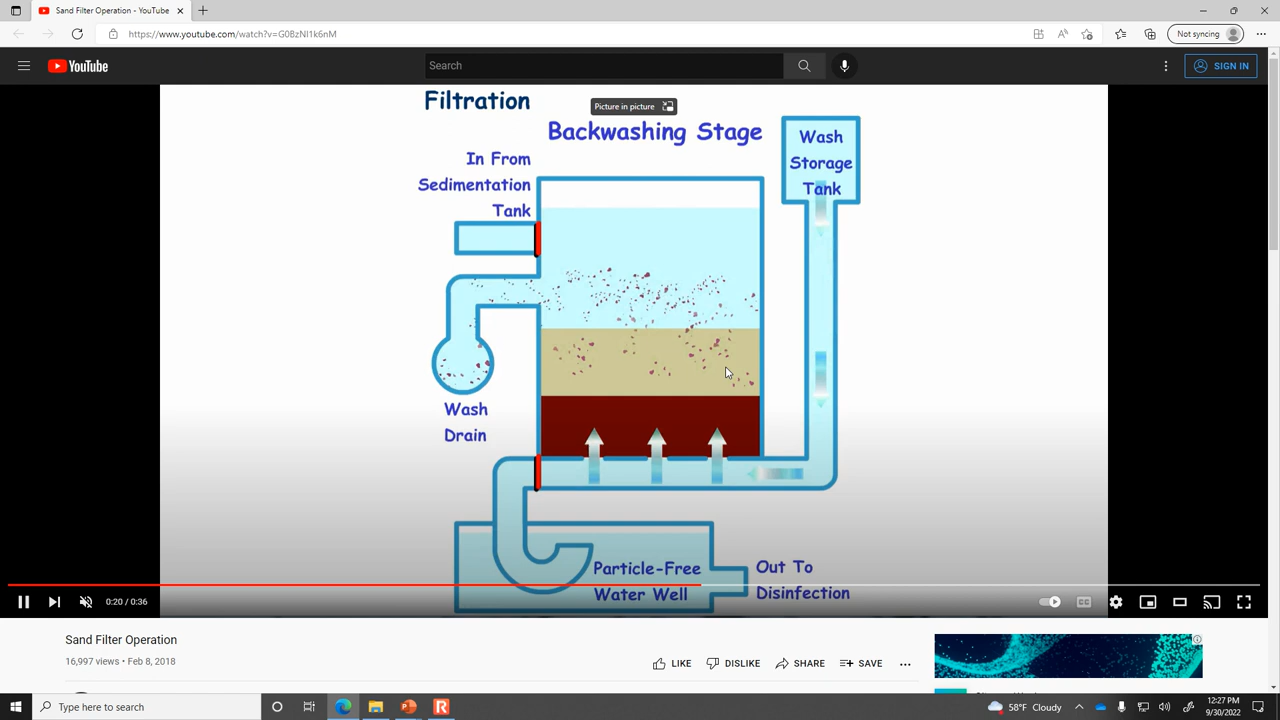 Sand Filter Operation - YouTube
https://www.youtube.com/watch?v=G0BzNl1k6nM
Not syncing
YouTube
Search
SIGN IN
Filtration
Picture in picture
Backwashing Stage
Wash
Storage
Tank
In From
Sedimentation
Tank
Wash
Drain
Particle-Free
Water Well
Out To
Disinfection
0:20 / 0:36
CC
Sand Filter Operation
16,997 views • Feb 8, 2018
LIKE
DISLIKE
SHARE
SAVE
Type here to search
58°F Cloudy
12:27 PM
9/30/2022